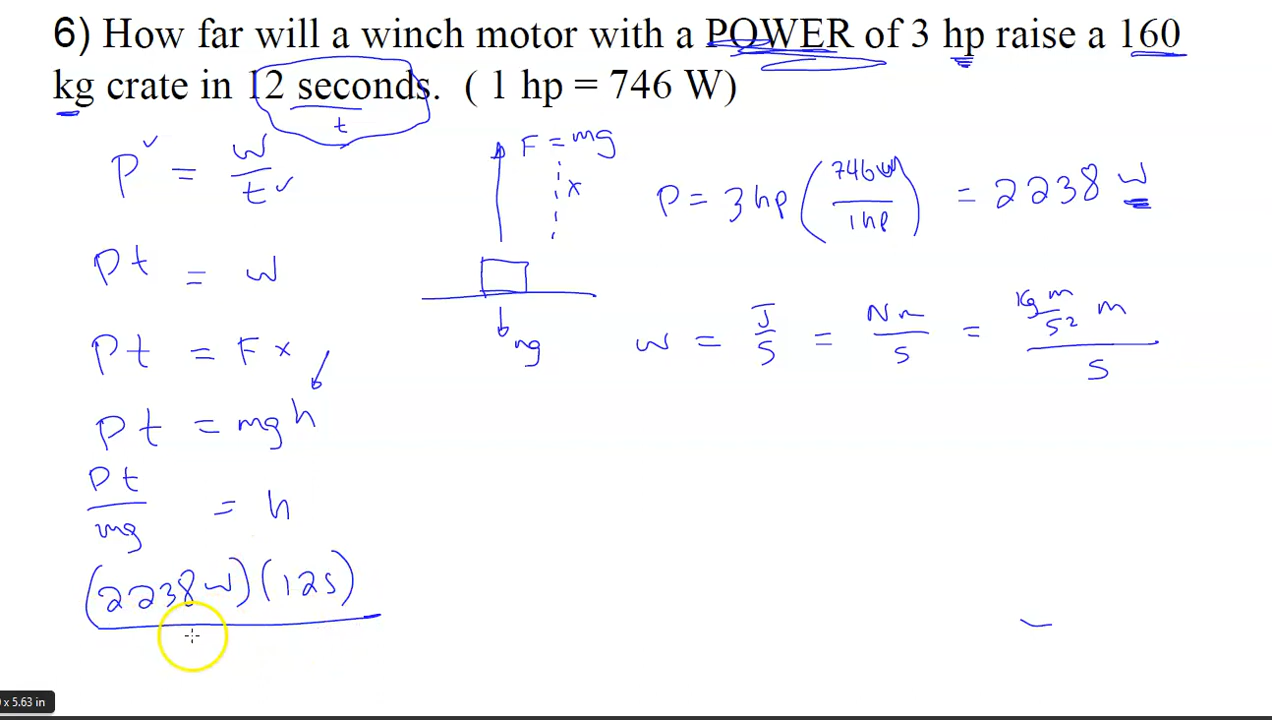 6) How far will a winch motor with a POWER of 3 hp raise a 160
kg crate in 12 seconds. ( 1 hp = 746 W)
t
P = W/t
F = mg
x
P = 3hp (746W/1hp) = 2238 W
Pt = W
mg
W = J/S = Nm/s = kg m/s² m/s
Pt = Fx
Pt = mgh
Pt/mg = h
(2238W)(12s)
x 5.63 in